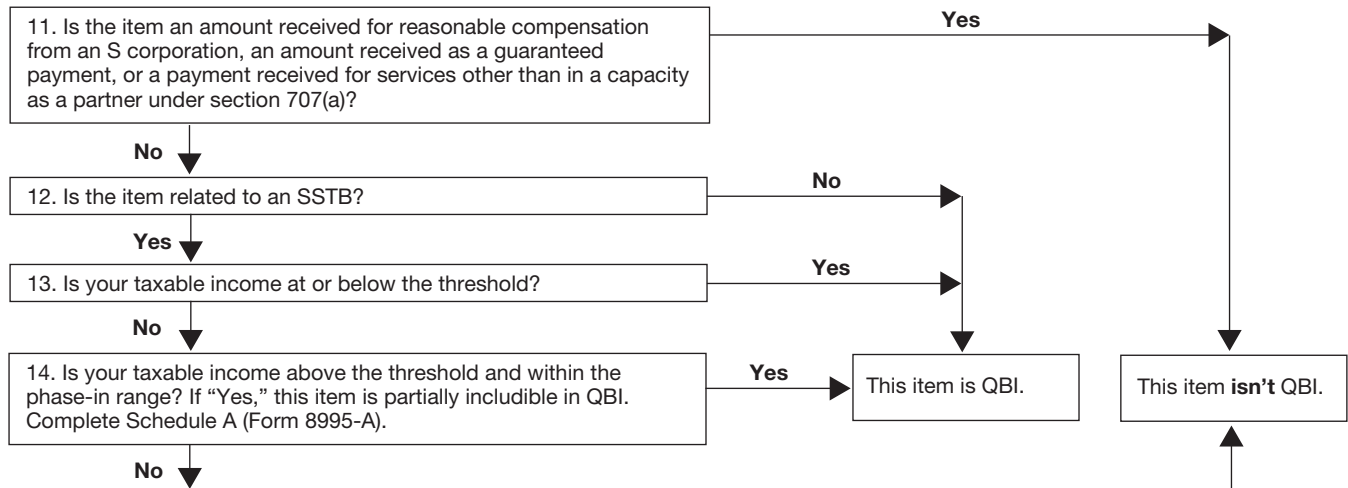 11. Is the item an amount received for reasonable compensation
from an S corporation, an amount received as a guaranteed
payment, or a payment received for services other than in a capacity
as a partner under section 707(a)?
Yes
No
12. Is the item related to an SSTB?
No
Yes
13. Is your taxable income at or below the threshold?
Yes
No
14. Is your taxable income above the threshold and within the
phase-in range? If “Yes,” this item is partially includible in QBI.
Complete Schedule A (Form 8995-A).
Yes
This item is QBI.
This item isn’t QBI.
No